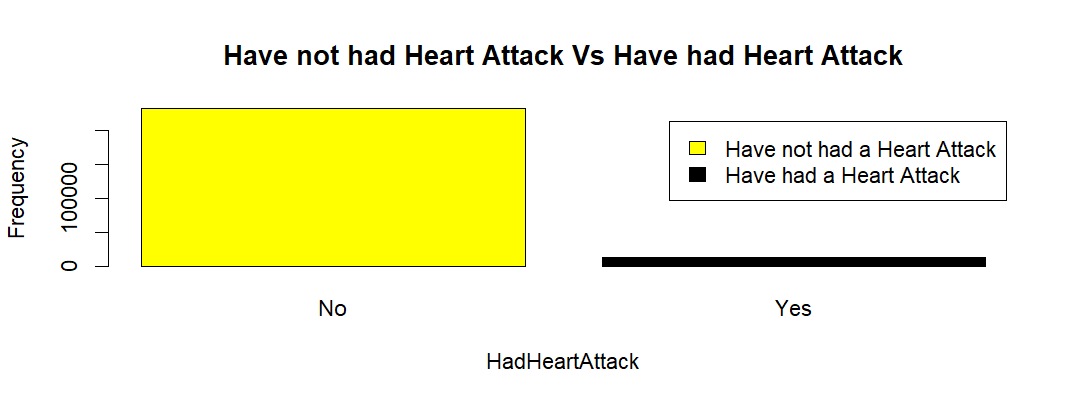 Have not had Heart Attack Vs Have had Heart Attack
Frequency
100000
0
Have not had a Heart Attack
Have had a Heart Attack
No
Yes
HadHeartAttack